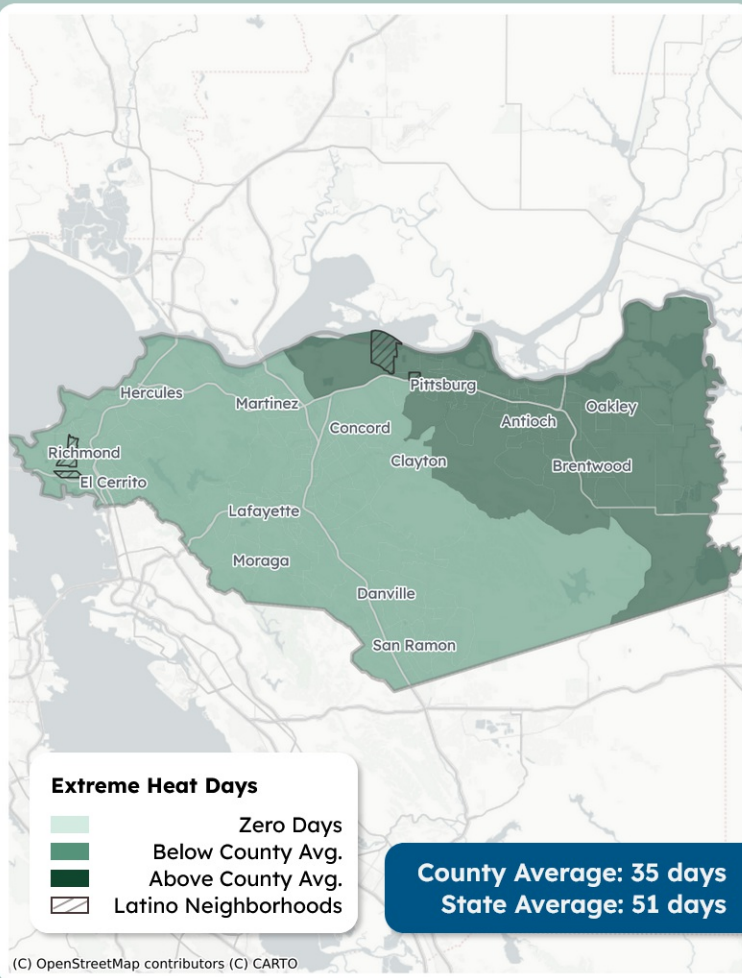 Hercules
Martinez
Pittsburg
Oakley
Concord
Antioch
Richmond
Clayton
Brentwood
El Cerrito
Lafayette
Moraga
Danville
San Ramon
Extreme Heat Days
Zero Days
Below County Avg.
Above County Avg.
Latino Neighborhoods
County Average: 35 days
State Average: 51 days
(C) OpenStreetMap contributors (C) CARTO